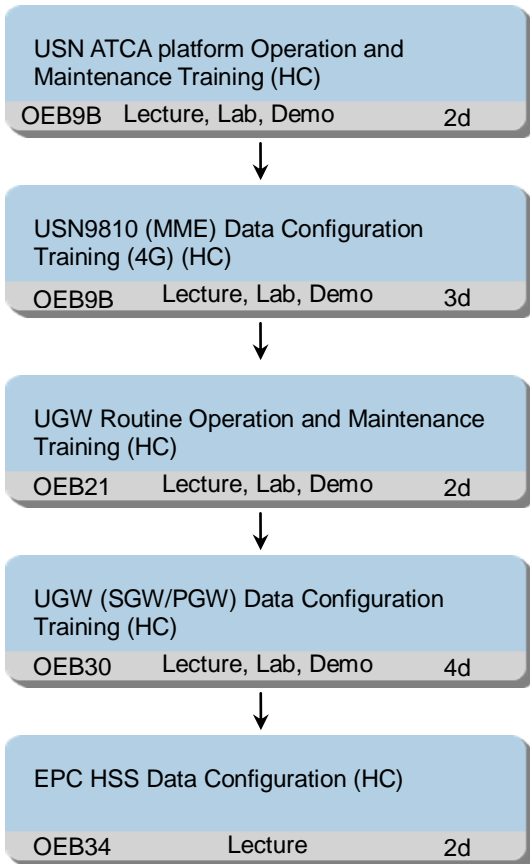 USN ATCA platform Operation and
Maintenance Training (HC)
OEB9B Lecture, Lab, Demo 2d
USN9810 (MME) Data Configuration
Training (4G) (HC)
OEB9B Lecture, Lab, Demo 3d
UGW Routine Operation and Maintenance
Training (HC)
OEB21 Lecture, Lab, Demo 2d
UGW (SGW/PGW) Data Configuration
Training (HC)
OEB30 Lecture, Lab, Demo 4d
EPC HSS Data Configuration (HC)
OEB34 Lecture 2d